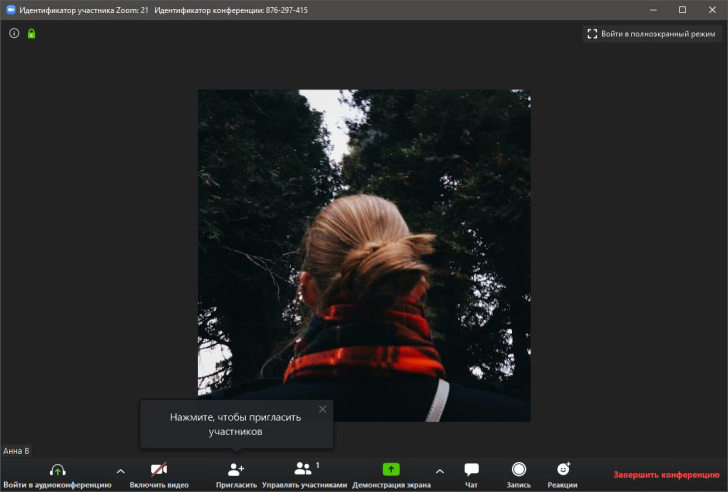 Идентификатор участника Zoom: 21 Идентификатор конференции: 876-297-415
Войти в полноэкранный режим
Нажмите, чтобы пригласить
участников
Анна В
1
Войти в аудиоконференцию Включить видео Пригласить Управлять участниками Демонстрация экрана Чат Запись Реакции Завершить конференцию